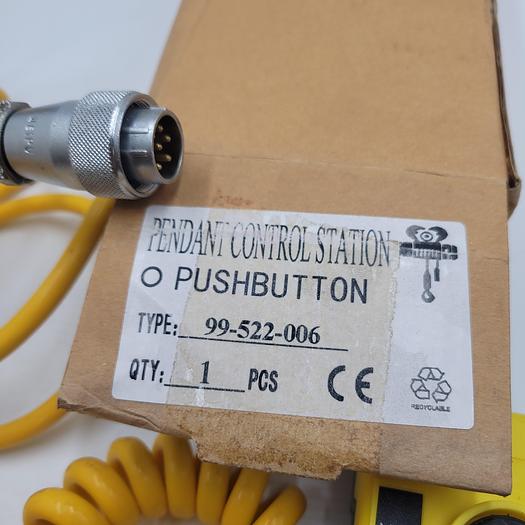 PENDANT CONTROL STATION
O PUSHBUTTON
TYPE: 99-522-006
QTY: 1 PCS
CE
RECYCLABLE